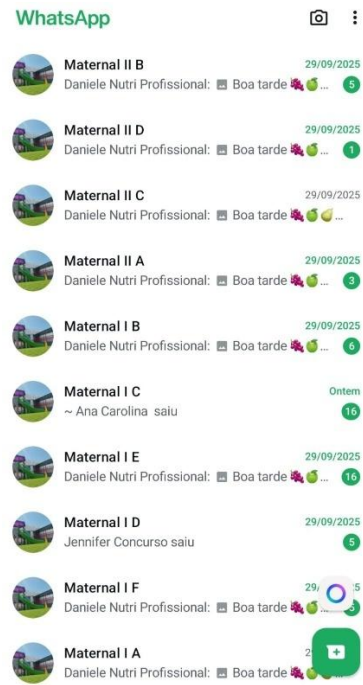 WhatsApp
Maternal II B 29/09/2025
Daniele Nutri Profissional: Boa tarde 🍇🍏... 5
Maternal II D 29/09/2025
Daniele Nutri Profissional: Boa tarde 🍇🍏... 1
Maternal II C 29/09/2025
Daniele Nutri Profissional: Boa tarde 🍇🍏🍐...
Maternal II A 29/09/2025
Daniele Nutri Profissional: Boa tarde 🍇🍏... 3
Maternal I B 29/09/2025
Daniele Nutri Profissional: Boa tarde 🍇🍏... 6
Maternal I C Ontem
~ Ana Carolina saiu 16
Maternal I E 29/09/2025
Daniele Nutri Profissional: Boa tarde 🍇🍏... 16
Maternal I D 29/09/2025
Jennifer Concurso saiu 5
Maternal I F 29/
Daniele Nutri Profissional: Boa tarde 🍇🍏
Maternal I A 2
Daniele Nutri Profissional: Boa tarde 🍇🍏